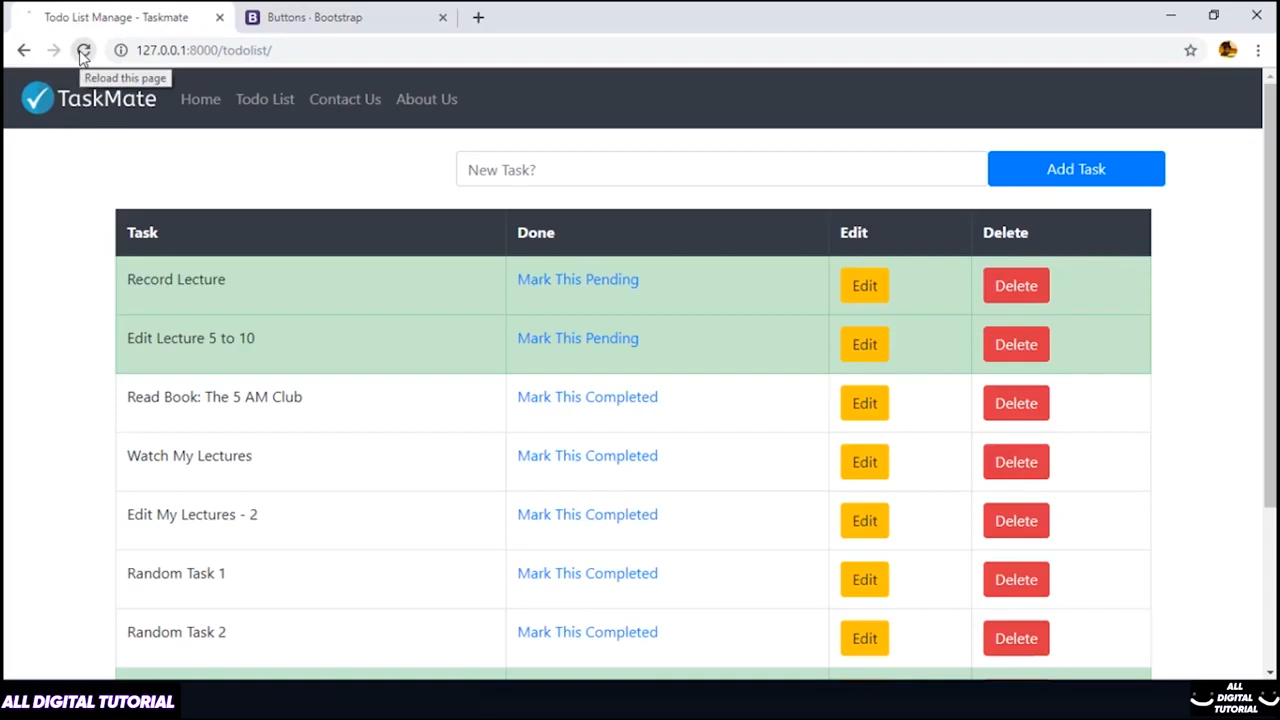 Todo List Manage - Taskmate
B Buttons · Bootstrap
127.0.0.1:8000/todolist/
Reload this page
TaskMate Home Todo List Contact Us About Us
New Task? Add Task
Task Done Edit Delete
Record Lecture Mark This Pending Edit Delete
Edit Lecture 5 to 10 Mark This Pending Edit Delete
Read Book: The 5 AM Club Mark This Completed Edit Delete
Watch My Lectures Mark This Completed Edit Delete
Edit My Lectures - 2 Mark This Completed Edit Delete
Random Task 1 Mark This Completed Edit Delete
Random Task 2 Mark This Completed Edit Delete
ALL DIGITAL TUTORIAL
ALL
DIGITAL
TUTORIAL